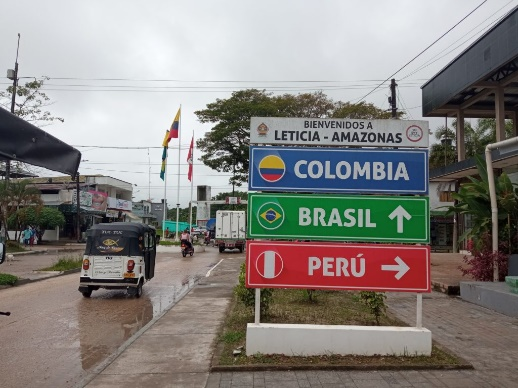 BIENVENIDOS A
LETICIA - AMAZONAS
COLOMBIA
BRASIL
PERÚ